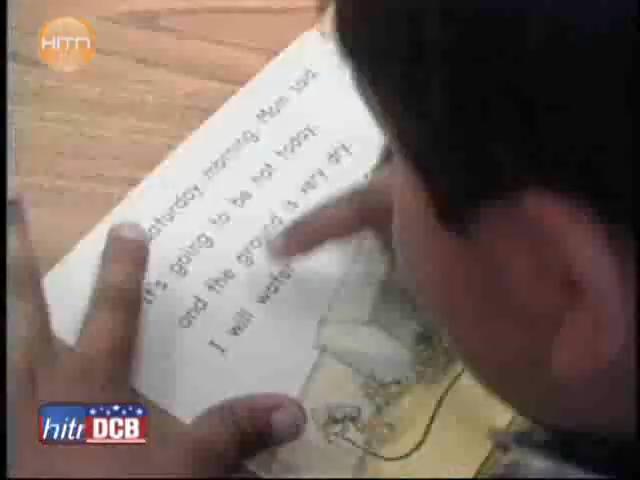 HITN
Saturday morning, Mum said
It's going to be hot today,
and the ground is very dry.
I will water
hitn DCB